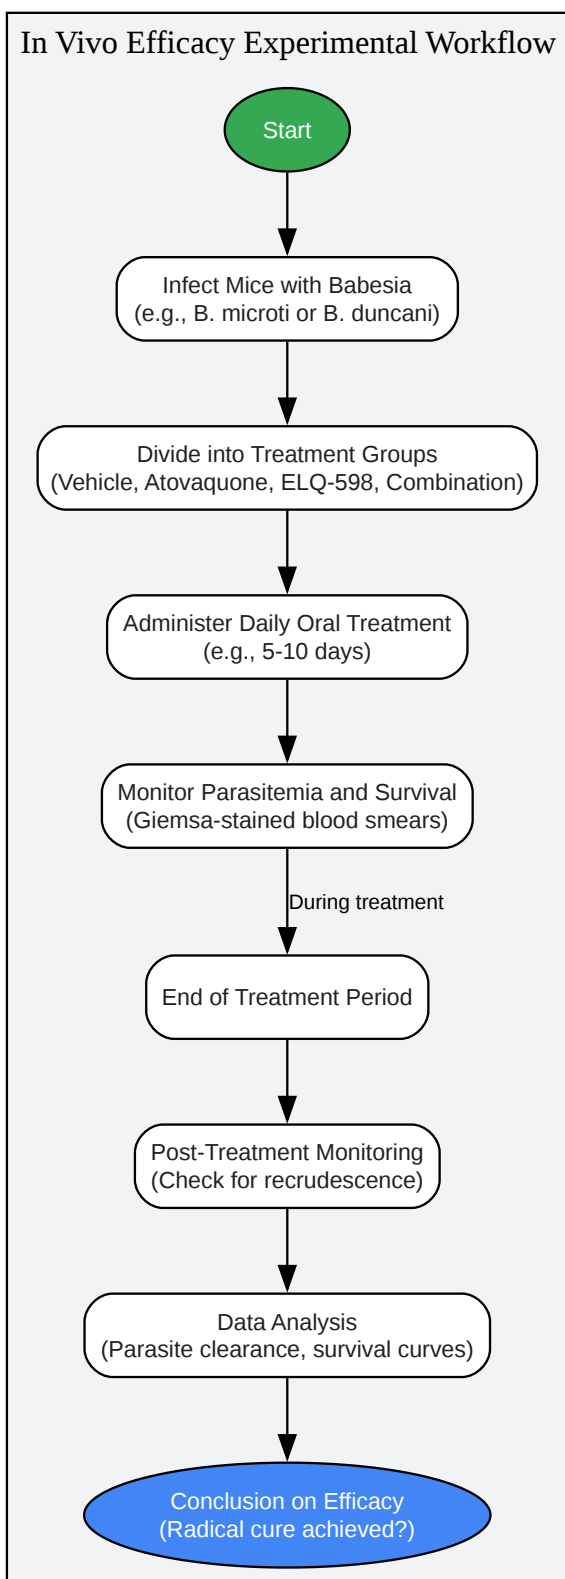 In Vivo Efficacy Experimental Workflow
Start
Infect Mice with Babesia
(e.g., B. microti or B. duncani)
Divide into Treatment Groups
(Vehicle, Atovaquone, ELQ-598, Combination)
Administer Daily Oral Treatment
(e.g., 5-10 days)
Monitor Parasitemia and Survival
(Giemsa-stained blood smears)
During treatment
End of Treatment Period
Post-Treatment Monitoring
(Check for recrudescence)
Data Analysis
(Parasite clearance, survival curves)
Conclusion on Efficacy
(Radical cure achieved?)